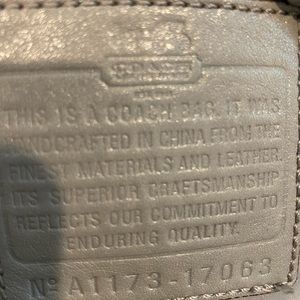 COACH
THIS IS A COACH BAG. IT WAS
HANDCRAFTED IN CHINA FROM THE
FINEST MATERIALS AND LEATHER.
ITS SUPERIOR CRAFTSMANSHIP
REFLECTS OUR COMMITMENT TO
ENDURING QUALITY.
Nº A1173-17063